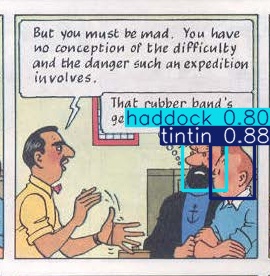 But you must be mad. You have
no conception of the difficulty
and the danger such an expedition
involves.
That rubber band's
ge
haddock 0.80
tintin 0.88